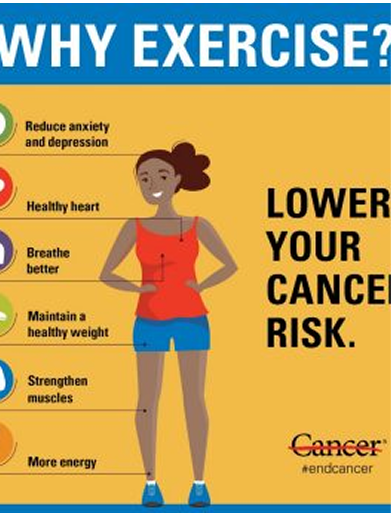 WHY EXERCISE?
Reduce anxiety
and depression
Healthy heart
Breathe
better
Maintain a
healthy weight
Strengthen
muscles
More energy
LOWER
YOUR
CANCE
RISK.
Cancer
#endcancer